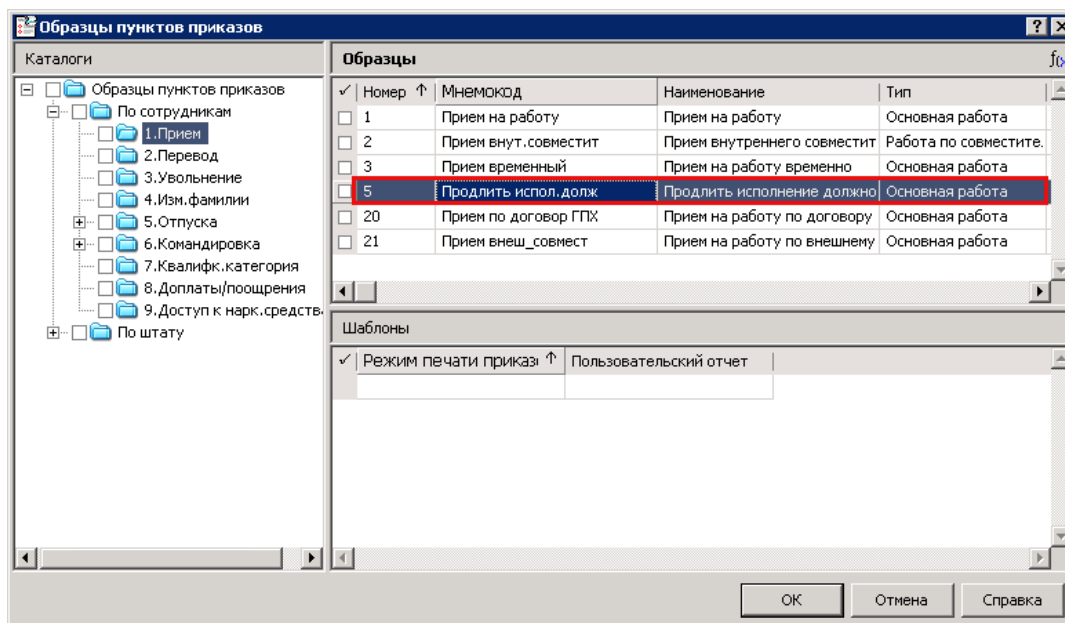 Образцы пунктов приказов
Каталоги
Образцы пунктов приказов
По сотрудникам
1.Прием
2.Перевод
3.Увольнение
4.Изм.фамилии
5.Отпуска
6.Командировка
7.Квалифк.категория
8.Доплаты/поощрения
9.Доступ к нарк.средств
По штату
Образцы
Номер Мнемокод Наименование Тип
1 Прием на работу Прием на работу Основная работа
2 Прием внут.совместит Прием внутреннего совместит Работа по совместите
3 Прием временный Прием на работу временно Основная работа
5 Продлить испол.долж Продлить исполнение должно Основная работа
20 Прием по договор ГПХ Прием на работу по договору Основная работа
21 Прием внеш_совмест Прием на работу по внешнему Основная работа
Шаблоны
Режим печати приказ Пользовательский отчет
ОК Отмена Справка